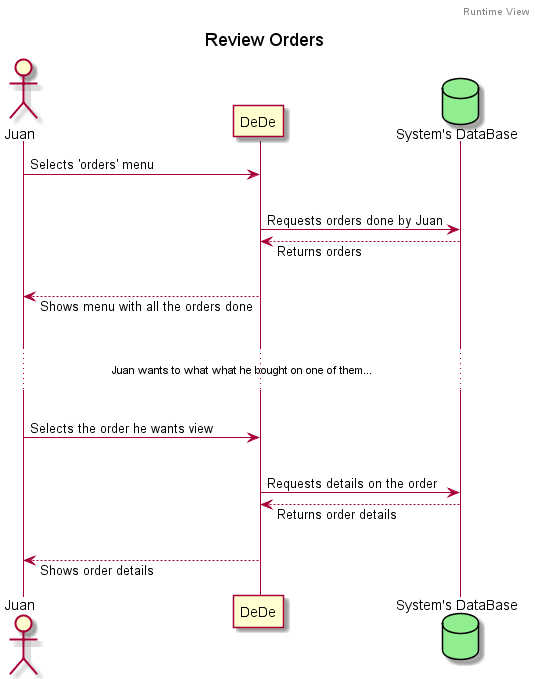 Runtime View
Review Orders
Juan
DeDe
System's DataBase
Selects 'orders' menu
Requests orders done by Juan
Returns orders
Shows menu with all the orders done
Juan wants to what what he bought on one of them...
Selects the order he wants view
Requests details on the order
Returns order details
Shows order details
Juan
DeDe
System's DataBase